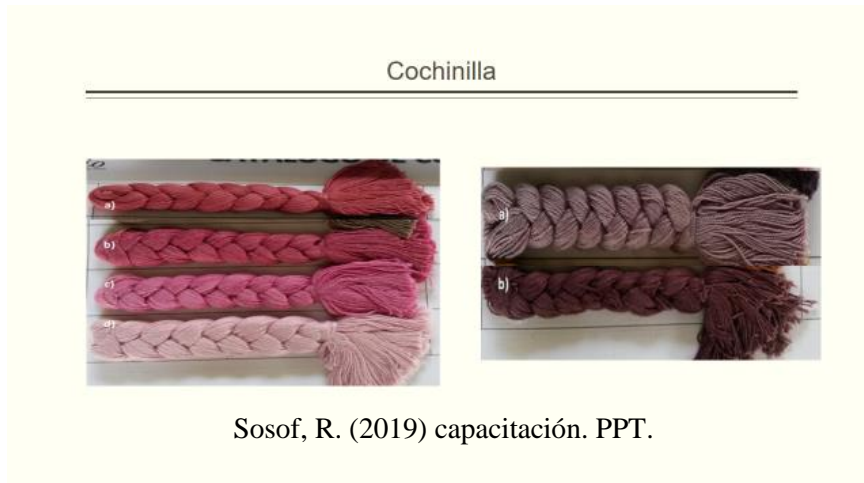 Cochinilla
a)
b)
c)
d)
a)
b)
Sosof, R. (2019) capacitación. PPT.